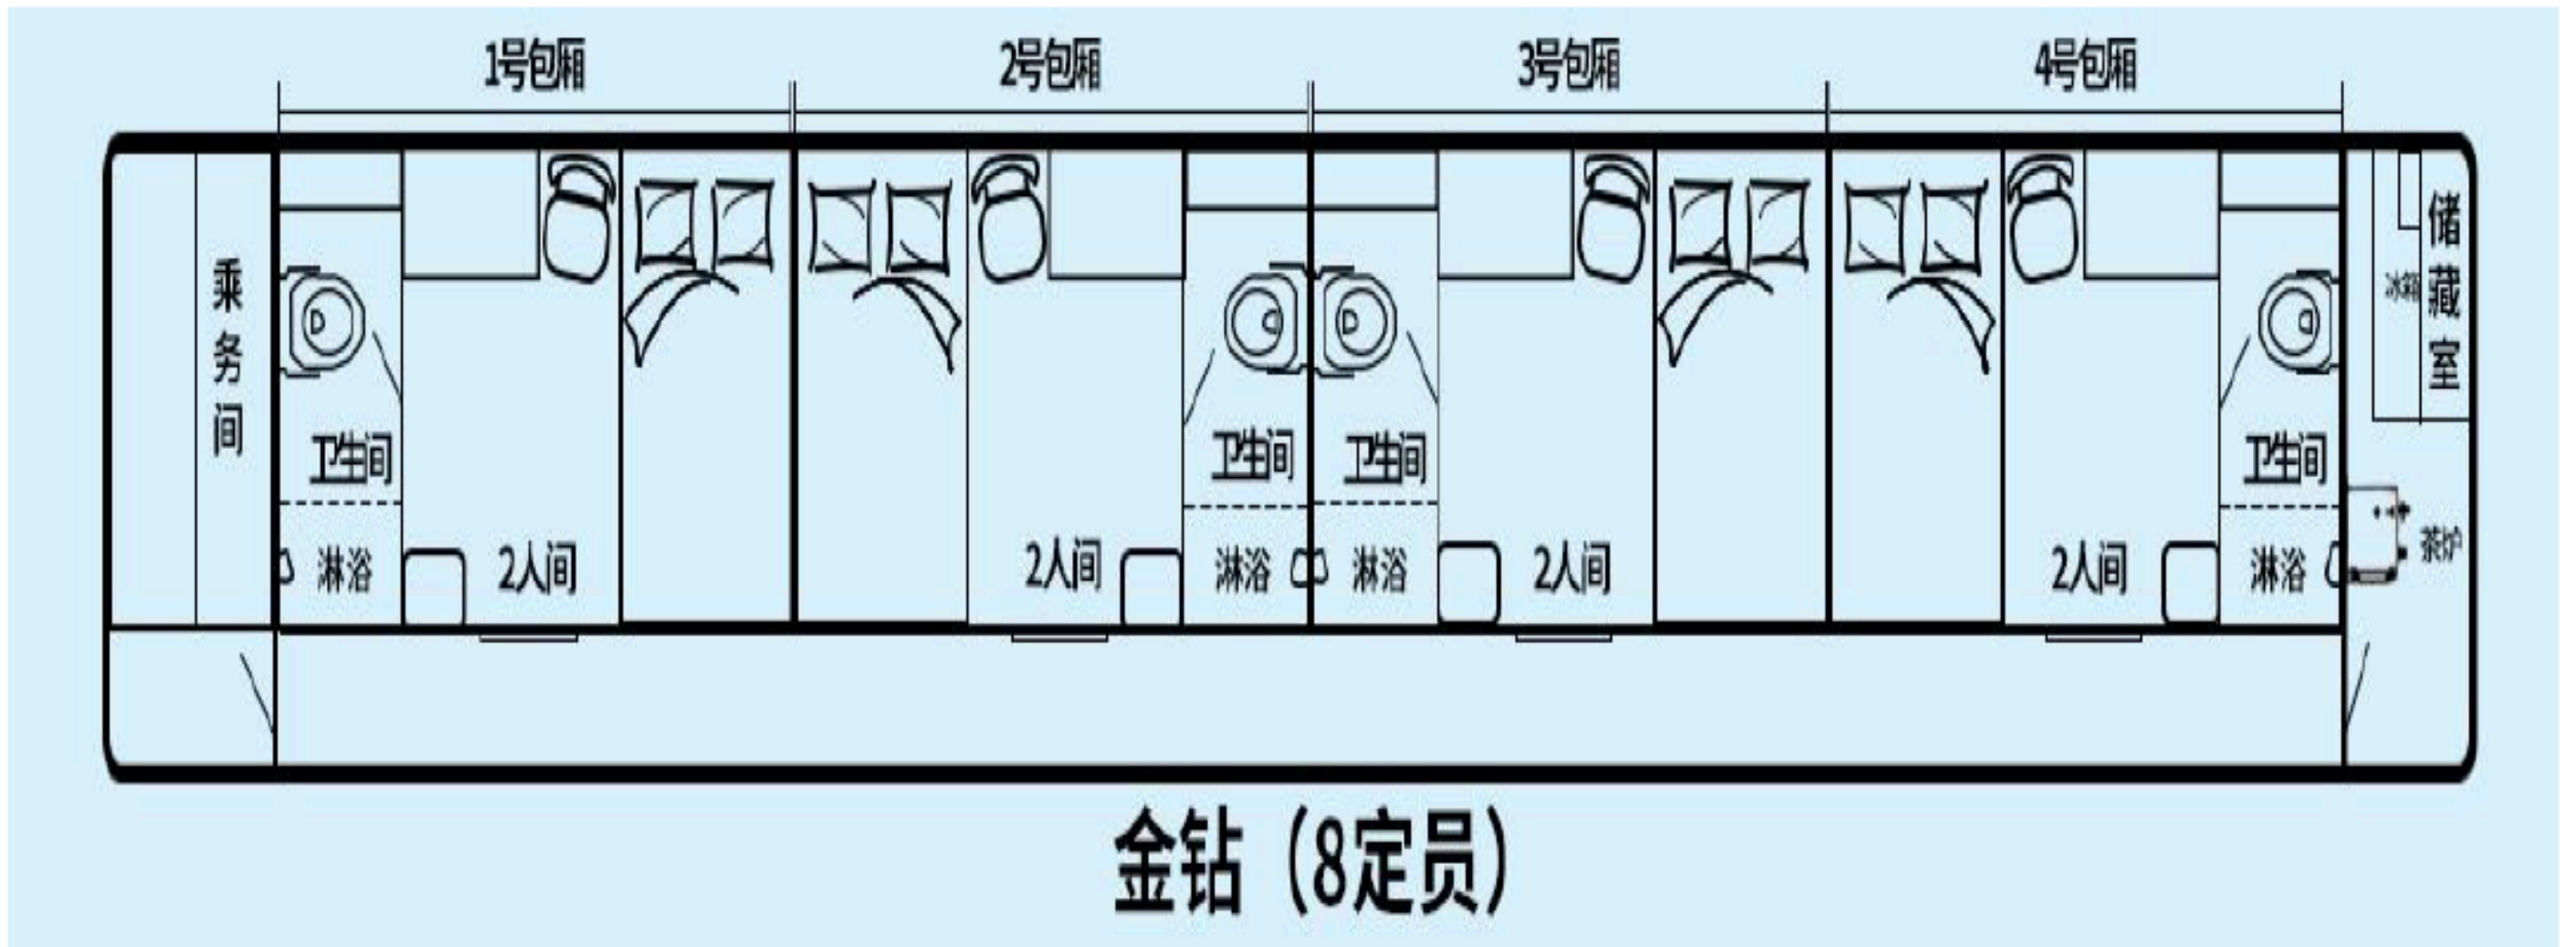 1号包厢
2号包厢
3号包厢
4号包厢
乘务间
卫生间
淋浴
2人间
2人间
卫生间
淋浴
卫生间
淋浴
2人间
2人间
卫生间
淋浴
储藏室
冰箱
茶炉
金钻（8定员）